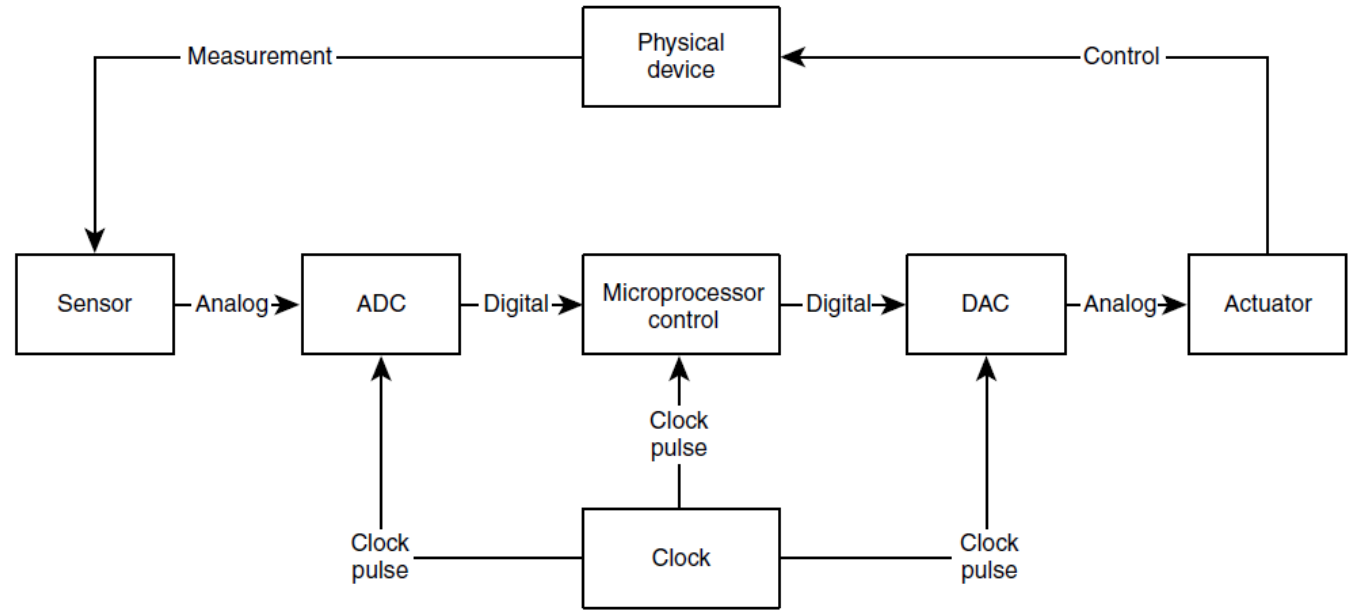 Physical
device
Measurement
Control
Sensor
Analog
ADC
Digital
Microprocessor
control
Digital
DAC
Analog
Actuator
Clock
pulse
Clock
pulse
Clock
Clock
pulse